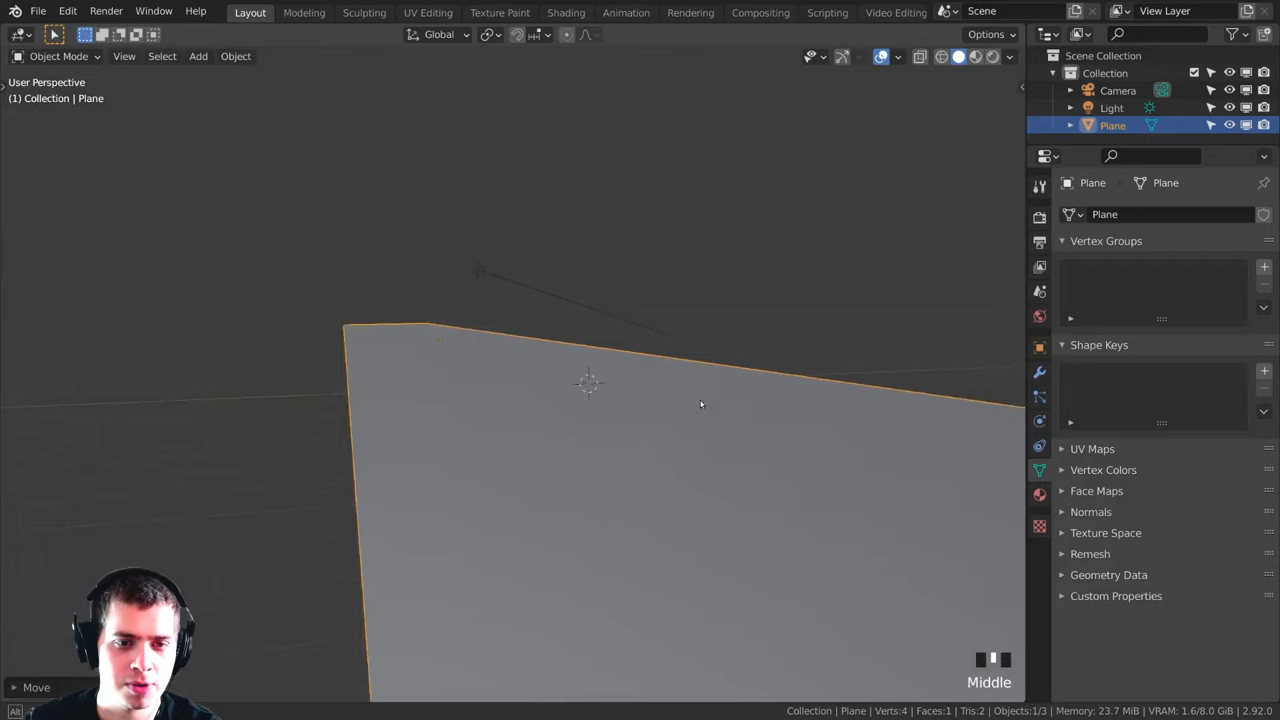 File Edit Render Window Help Layout Modeling Sculpting UV Editing Texture Paint Shading Animation Rendering Compositing Scripting Video Editing Scene View Layer
Global Options
Object Mode View Select Add Object
User Perspective
(1) Collection | Plane
Scene Collection
Collection
Camera
Light
Plane
Plane Plane
Plane
Vertex Groups
Shape Keys
UV Maps
Vertex Colors
Face Maps
Normals
Texture Space
Remesh
Geometry Data
Custom Properties
Middle
Move
Alt
Collection | Plane | Verts:4 | Faces:1 | Tris:2 | Objects:1/3 | Memory: 23.7 MiB | VRAM: 1.6/8.0 GiB | 2.92.0